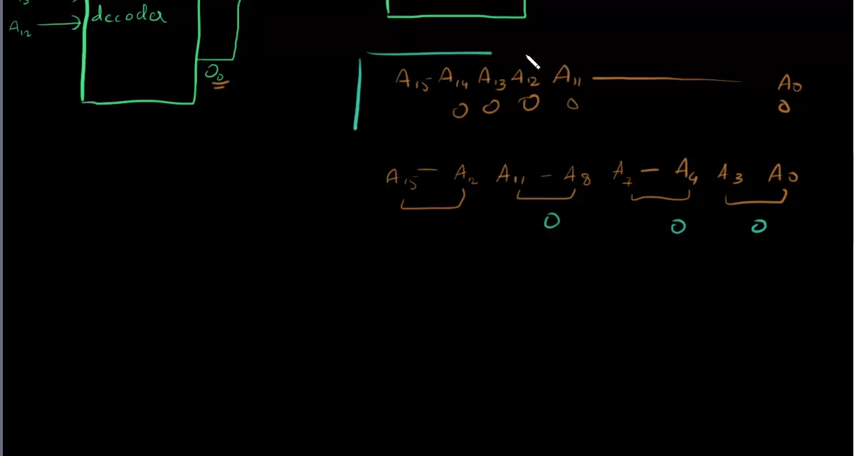 decoder
A12
O0
A15 - A14 A13 A12 A11 — A0
0 0 0 0 0
A15 — A12 A11 - A8 A7 — A4 A3 A0
0 0 0